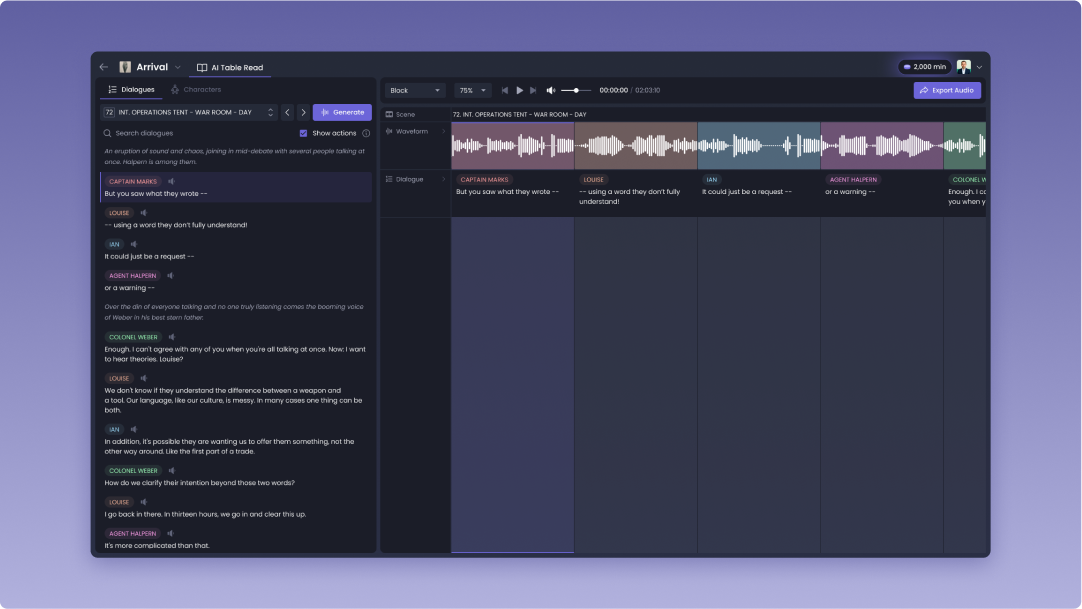 Arrival
AI Table Read
2,000 min
Dialogues
Characters
Black
75%
00:00:00 / 02:03:10
Export Audio
72 INT. OPERATIONS TENT - WAR ROOM - DAY
Generate
Search dialogues
Show actions
An eruption of sound and chaos, joining in mid-debate with several people talking at
once. Halpern is among them.
CAPTAIN MARKS
But you saw what they wrote --
LOUISE
-- using a word they don't fully understand!
IAN
It could just be a request --
AGENT HALPERN
or a warning --
Over the din of everyone talking and no one truly listening comes the booming voice
of Weber in his best stern father.
COLONEL WEBER
Enough. I can't agree with any of you when you're all talking at once. Now: I want
to hear theories. Louise?
LOUISE
We don't know if they understand the difference between a weapon and
a tool. Our language, like our culture, is messy. In many cases one thing can be
both.
IAN
In addition, it's possible they are wanting us to offer them something, not the
other way around. Like the first part of a trade.
COLONEL WEBER
How do we clarify their intention beyond those two words?
LOUISE
I go back in there. In thirteen hours, we go in and clear this up.
AGENT HALPERN
It's more complicated than that.
Scene
72. INT. OPERATIONS TENT - WAR ROOM - DAY
Waveform
Dialogue
CAPTAIN MARKS
But you saw what they wrote --
LOUISE
-- using a word they don't fully
understand!
IAN
It could just be a request --
AGENT HALPERN
or a warning --
COLONEL W
Enough. I ca
you when y